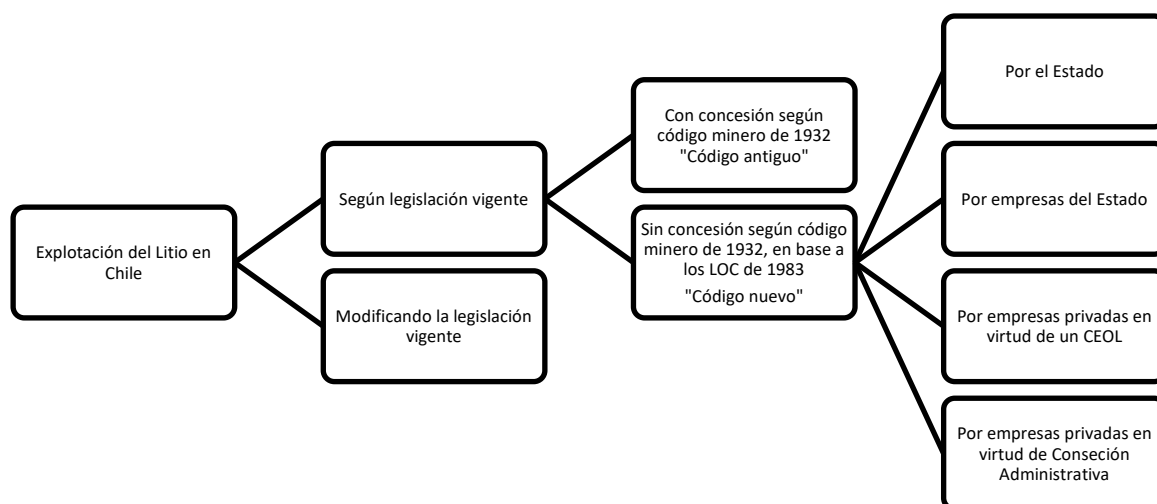 Explotación del Litio en
Chile
Según legislación vigente
Modificando la legislación
vigente
Con concesión según
código minero de 1932
"Código antiguo"
Sin concesión según código
minero de 1932, en base a
los LOC de 1983
"Código nuevo"
Por el Estado
Por empresas del Estado
Por empresas privadas en
virtud de un CEOL
Por empresas privadas en
virtud de Conseción
Administrativa